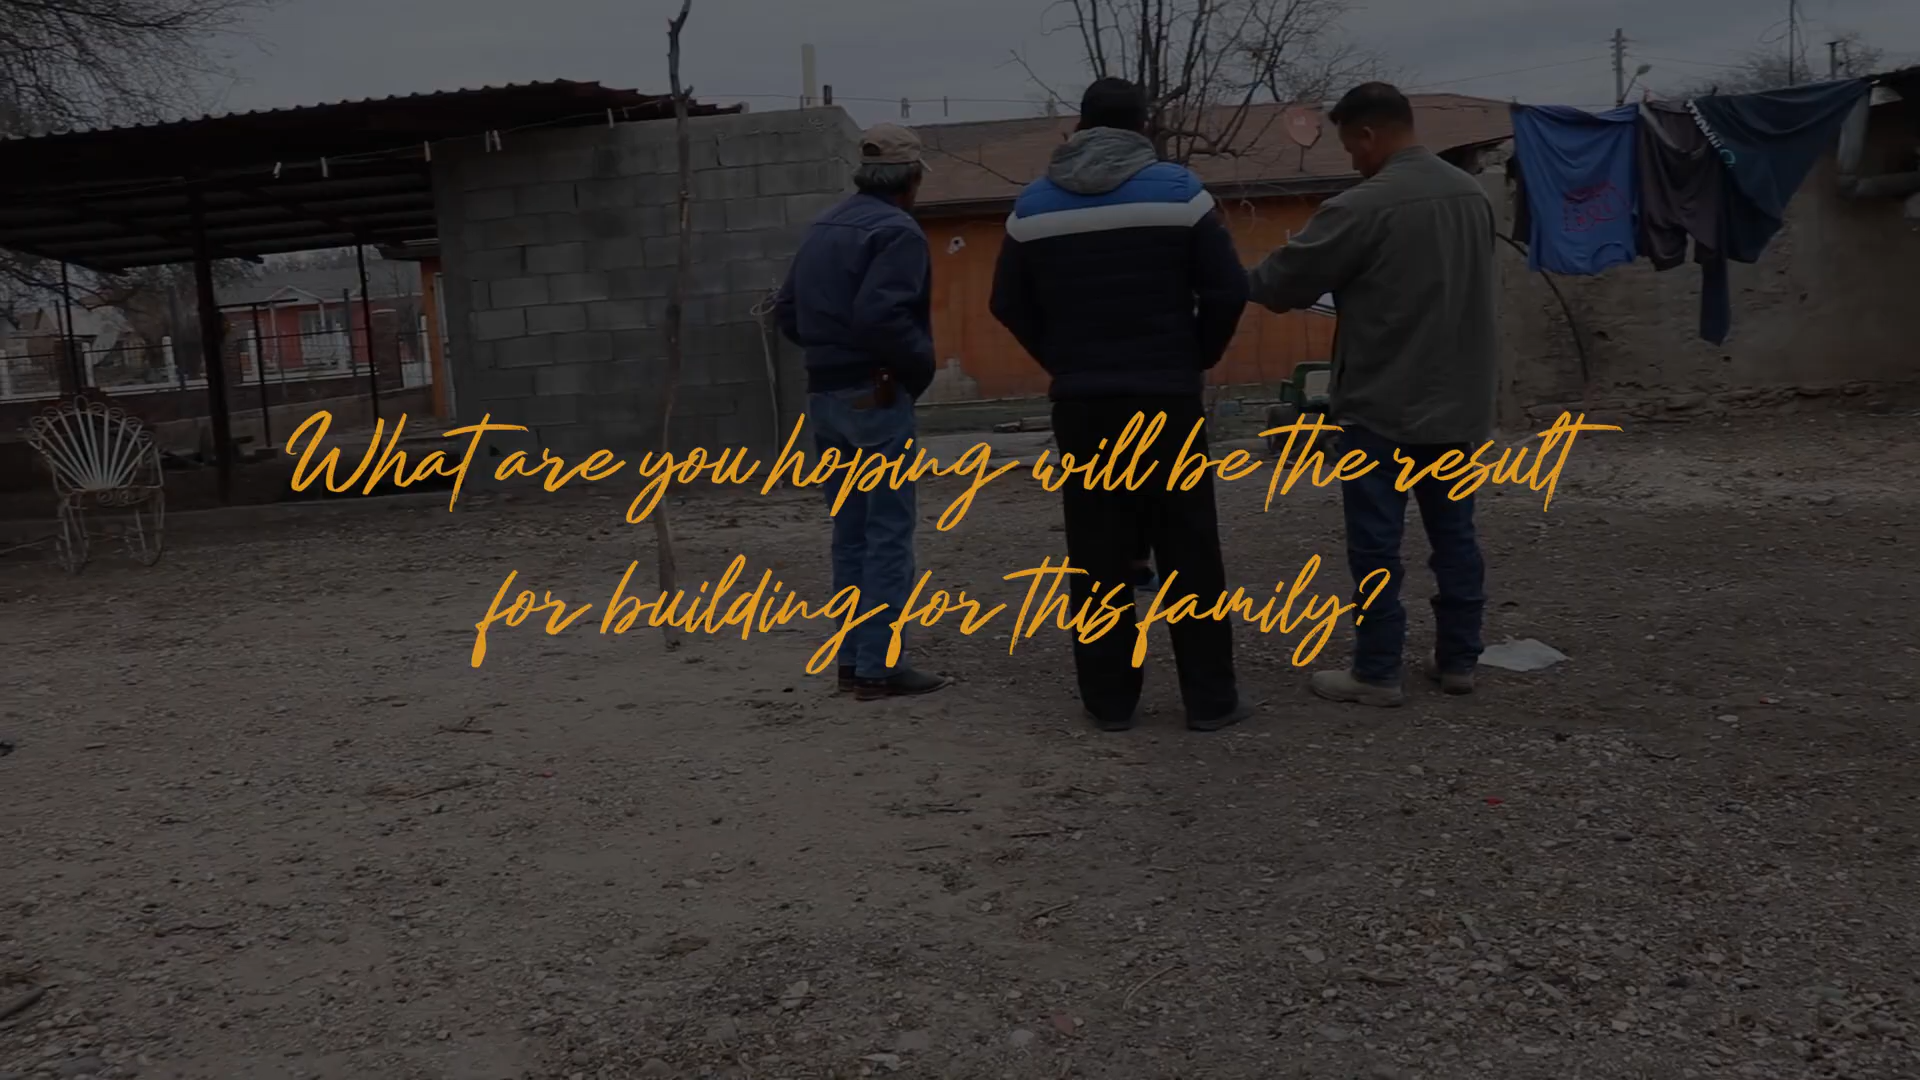 What are you hoping will be the result
for building for this family?